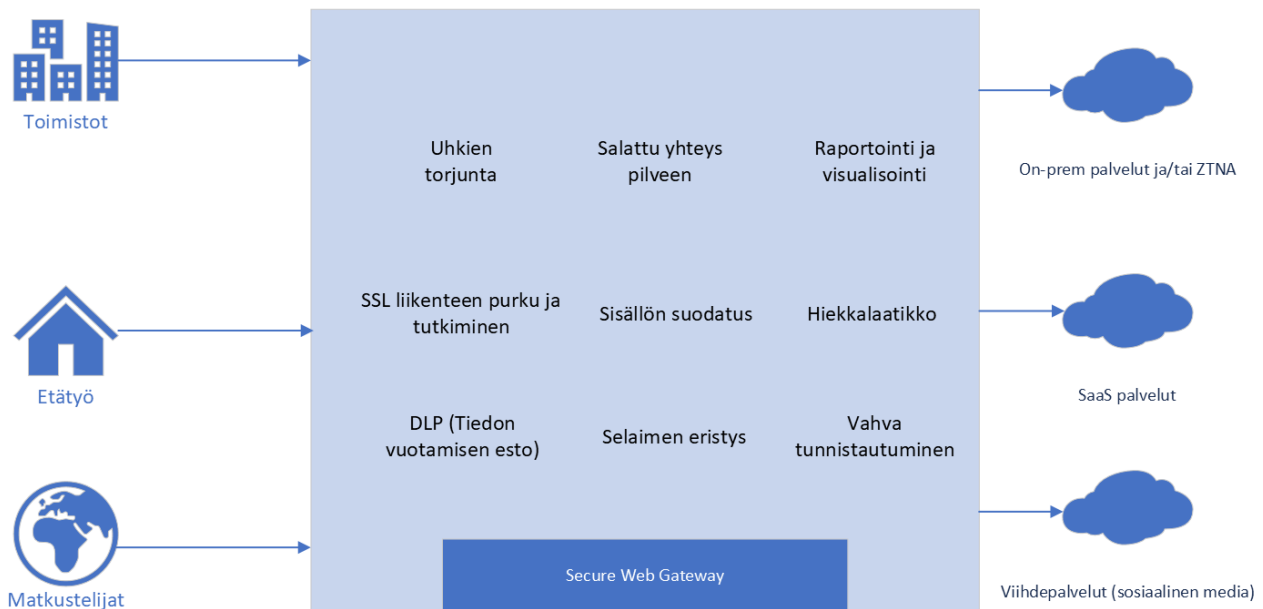 Toimistot
Uhkien
torjunta
Salattu yhteys
pilveen
Raportointi ja
visualisointi
On-prem palvelut ja/tai ZTNA
Etätyö
SSL liikenteen purku ja
tutkiminen
Sisällön suodatus
Hiekkalaatikko
SaaS palvelut
DLP (Tiedon
vuotamisen esto)
Selaimen eristys
Vahva
tunnistautuminen
Matkustelijat
Secure Web Gateway
Viihdepalvelut (sosiaalinen media)